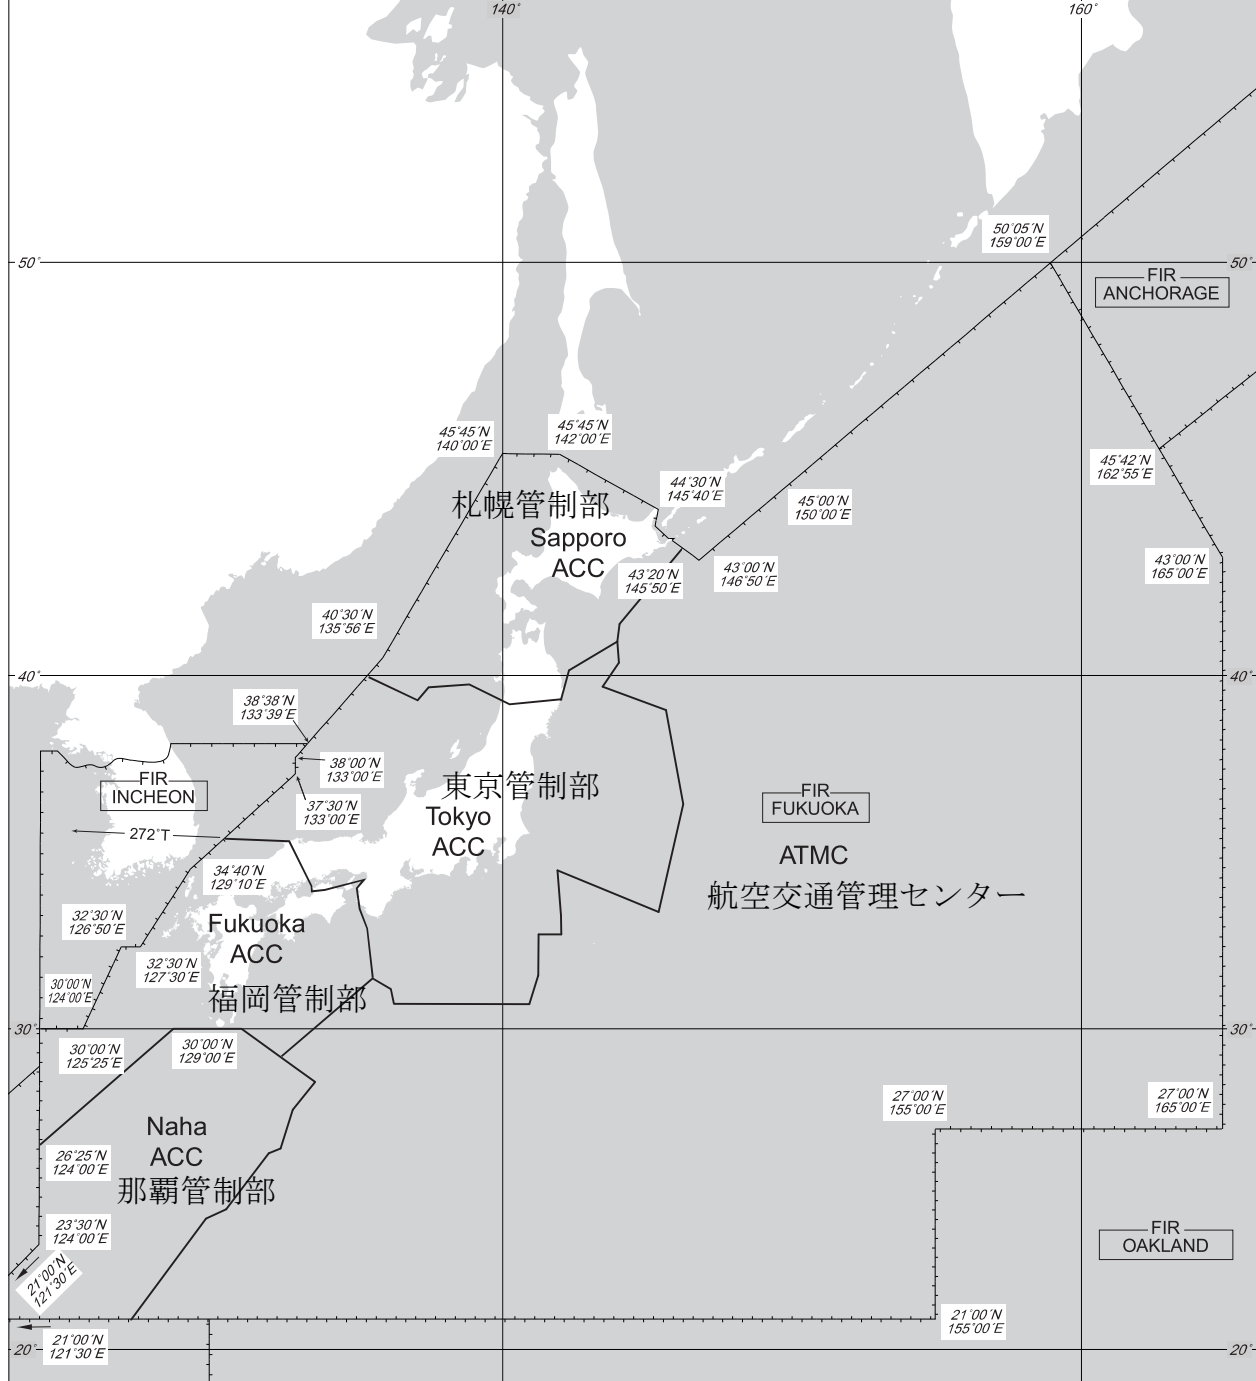 140°
160°
50°05′N
159°00′E
50°
50°
FIR
ANCHORAGE
45°45′N
140°00′E
45°45′N
142°00′E
45°42′N
162°55′E
44°30′N
145°40′E
45°00′N
150°00′E
札幌管制部
Sapporo
ACC
43°00′N
165°00′E
43°20′N
145°50′E
43°00′N
146°50′E
40°30′N
135°56′E
40°
40°
38°38′N
133°39′E
38°00′N
133°00′E
FIR
INCHEON
東京管制部
Tokyo
ACC
FIR
FUKUOKA
37°30′N
133°00′E
272°T
ATMC
航空交通管理センター
34°40′N
129°10′E
32°30′N
126°50′E
Fukuoka
ACC
福岡管制部
32°30′N
127°30′E
30°00′N
124°00′E
30°
30°
30°00′N
125°25′E
30°00′N
129°00′E
27°00′N
155°00′E
27°00′N
165°00′E
Naha
ACC
那覇管制部
26°25′N
124°00′E
23°30′N
124°00′E
FIR
OAKLAND
21°00′N
121°30′E
21°00′N
155°00′E
21°00′N
121°30′E
20°
20°